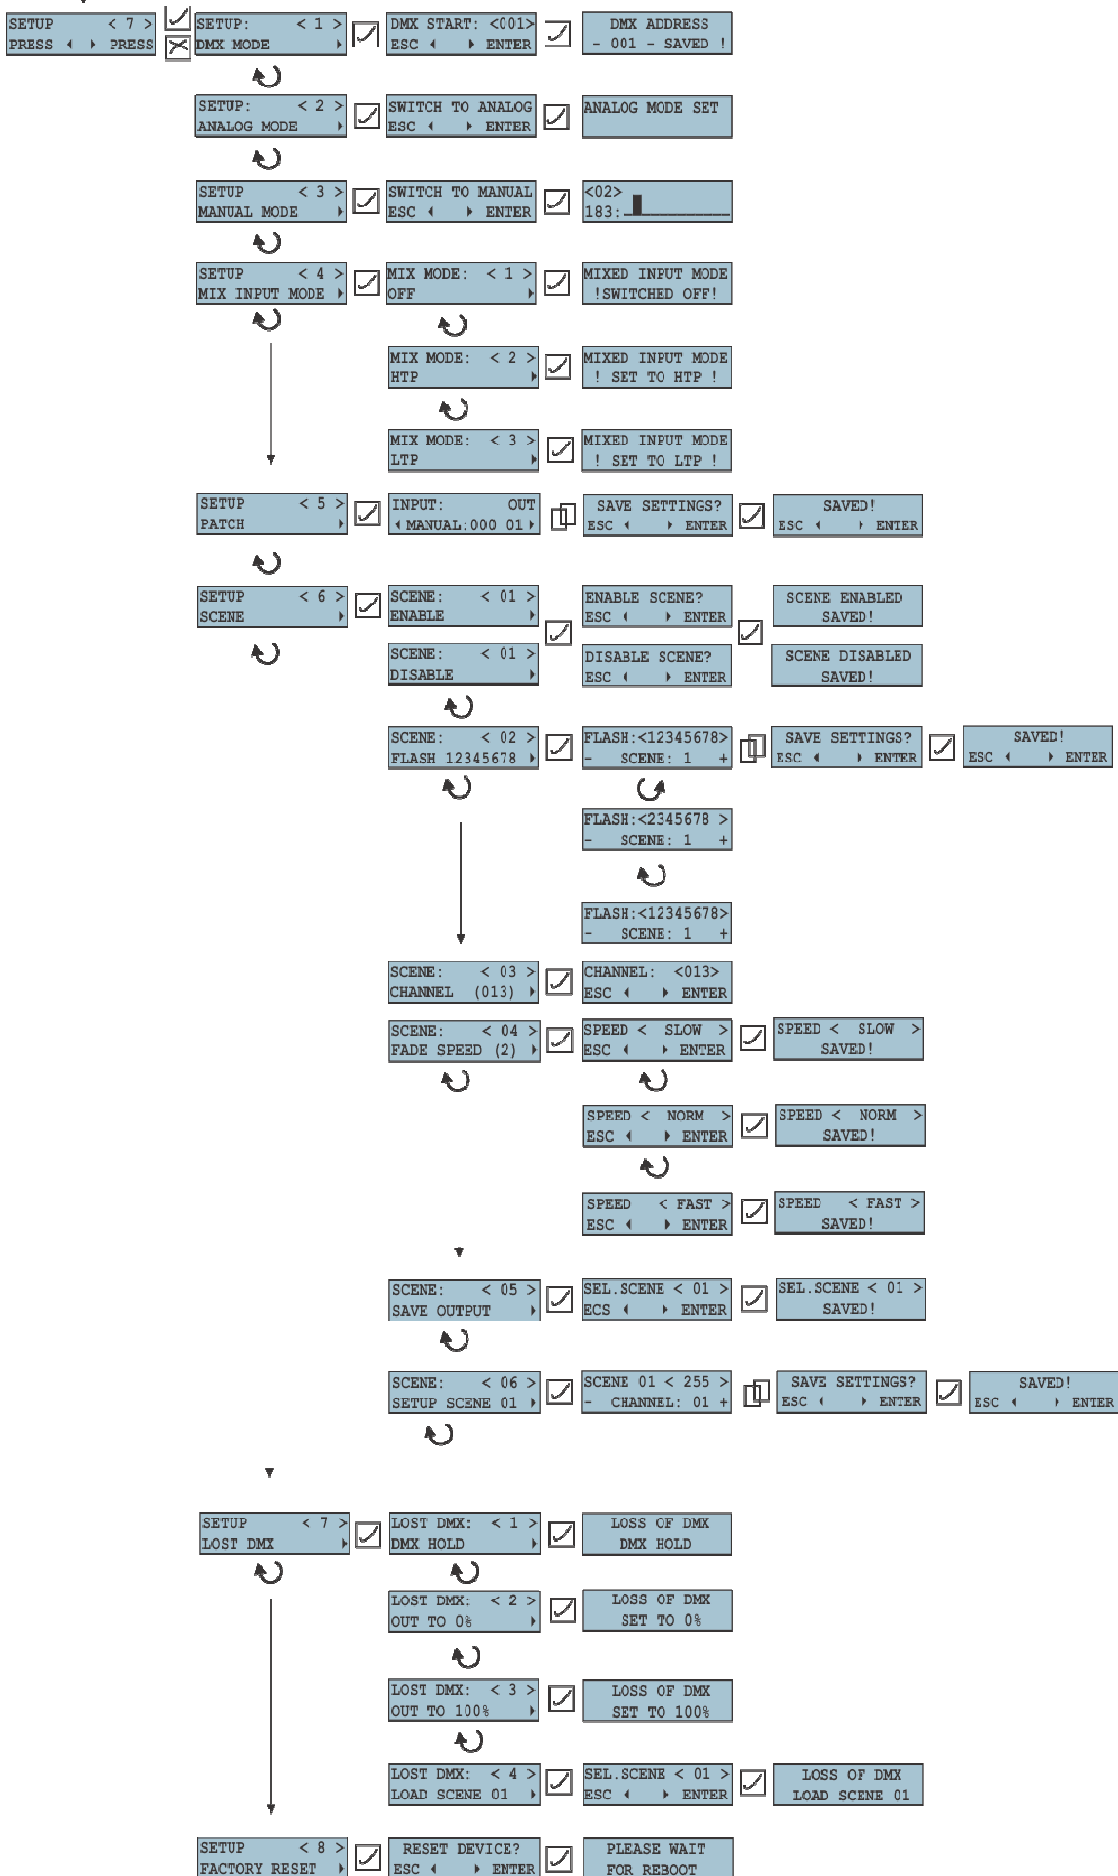 SETUP < 7 >
PRESS ◂ ▸ PRESS
SETUP: < 1 >
DMX MODE ▸
DMX START: <001>
ESC ◂ ▸ ENTER
DMX ADDRESS
- 001 - SAVED !
SETUP: < 2 >
ANALOG MODE ▸
SWITCH TO ANALOG
ESC ◂ ▸ ENTER
ANALOG MODE SET
SETUP < 3 >
MANUAL MODE ▸
SWITCH TO MANUAL
ESC ◂ ▸ ENTER
<02>
183:
SETUP < 4 >
MIX INPUT MODE ▸
MIX MODE: < 1 >
OFF ▸
MIXED INPUT MODE
!SWITCHED OFF!
MIX MODE: < 2 >
HTP ▸
MIXED INPUT MODE
! SET TO HTP !
MIX MODE: < 3 >
LTP ▸
MIXED INPUT MODE
! SET TO LTP !
SETUP < 5 >
PATCH ▸
INPUT: OUT
◂ MANUAL:000 01 ▸
SAVE SETTINGS?
ESC ◂ ▸ ENTER
SAVED!
ESC ◂ ▸ ENTER
SETUP < 6 >
SCENE ▸
SCENE: < 01 >
ENABLE ▸
ENABLE SCENE?
ESC ◂ ▸ ENTER
SCENE ENABLED
SAVED!
SCENE: < 01 >
DISABLE ▸
DISABLE SCENE?
ESC ◂ ▸ ENTER
SCENE DISABLED
SAVED!
SCENE: < 02 >
FLASH 12345678 ▸
FLASH:<12345678>
- SCENE: 1 +
SAVE SETTINGS?
ESC ◂ ▸ ENTER
SAVED!
ESC ◂ ▸ ENTER
FLASH:<2345678 >
- SCENE: 1 +
FLASH:<12345678>
- SCENE: 1 +
SCENE: < 03 >
CHANNEL (013) ▸
CHANNEL: <013>
ESC ◂ ▸ ENTER
SCENE: < 04 >
FADE SPEED (2) ▸
SPEED < SLOW >
ESC ◂ ▸ ENTER
SPEED < SLOW >
SAVED!
SPEED < NORM >
ESC ◂ ▸ ENTER
SPEED < NORM >
SAVED!
SPEED < FAST >
ESC ◂ ▸ ENTER
SPEED < FAST >
SAVED!
SCENE: < 05 >
SAVE OUTPUT ▸
SEL.SCENE < 01 >
ECS ◂ ▸ ENTER
SEL.SCENE < 01 >
SAVED!
SCENE: < 06 >
SETUP SCENE 01 ▸
SCENE 01 < 255 >
- CHANNEL: 01 +
SAVE SETTINGS?
ESC ◂ ▸ ENTER
SAVED!
ESC ◂ ▸ ENTER
SETUP < 7 >
LOST DMX ▸
LOST DMX: < 1 >
DMX HOLD ▸
LOSS OF DMX
DMX HOLD
LOST DMX: < 2 >
OUT TO 0% ▸
LOSS OF DMX
SET TO 0%
LOST DMX: < 3 >
OUT TO 100% ▸
LOSS OF DMX
SET TO 100%
LOST DMX: < 4 >
LOAD SCENE 01 ▸
SEL.SCENE < 01 >
ESC ◂ ▸ ENTER
LOSS OF DMX
LOAD SCENE 01
SETUP < 8 >
FACTORY RESET ▸
RESET DEVICE?
ESC ◂ ▸ ENTER
PLEASE WAIT
FOR REBOOT